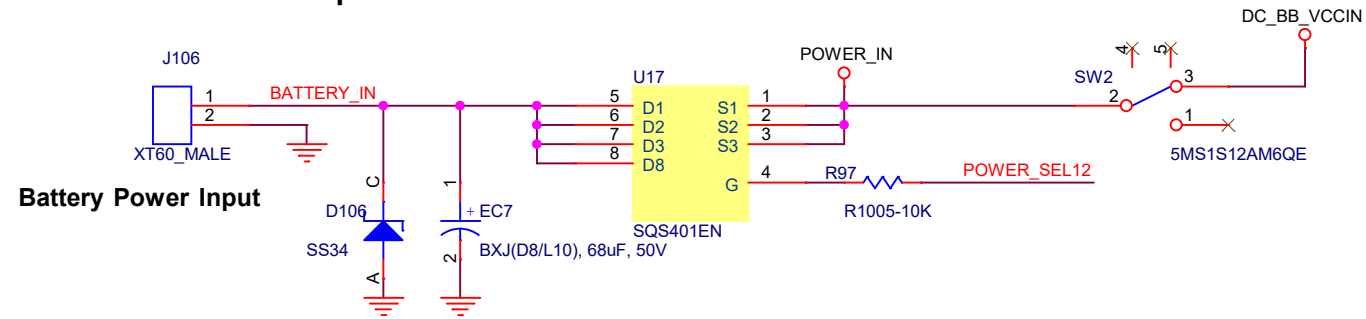 DC_BB_VCCIN
J106
POWER_IN
4
5
U17
SW2
3
1
BATTERY_IN
5
D1
S1
1
2
2
6
D2
S2
2
7
D3
S3
3
1
8
D8
XT60_MALE
5MS1S12AM6QE
G
4
R97
POWER_SEL12
C
1
Battery Power Input
D106
+
EC7
R1005-10K
SQS401EN
SS34
BXJ(D8/L10), 68uF, 50V
A
2